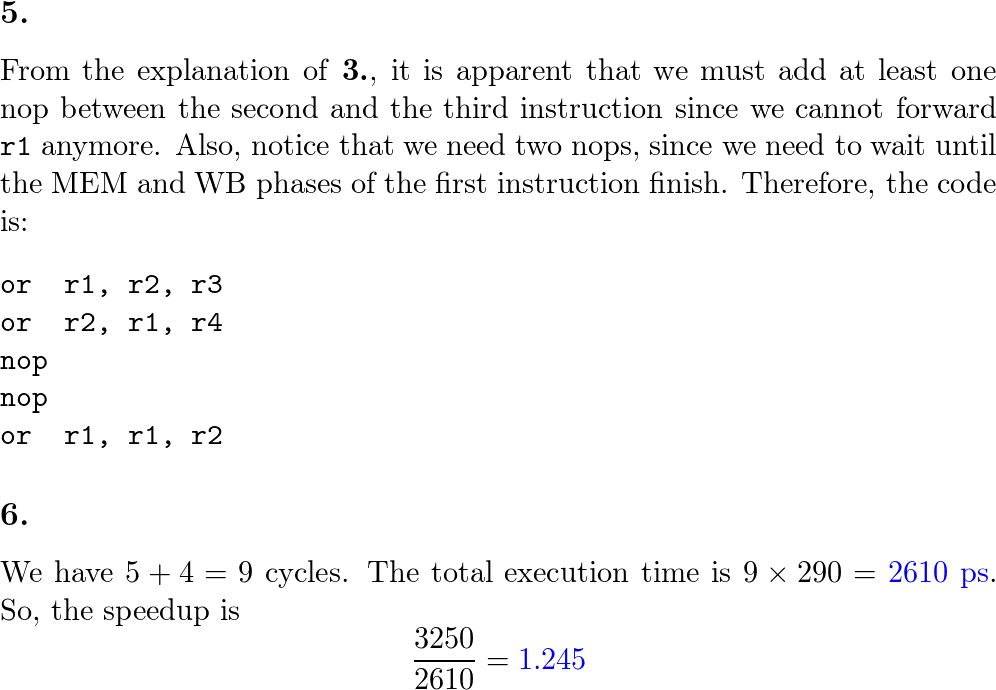 5.
From the explanation of 3., it is apparent that we must add at least one
nop between the second and the third instruction since we cannot forward
r1 anymore. Also, notice that we need two nops, since we need to wait until
the MEM and WB phases of the first instruction finish. Therefore, the code
is:
or r1, r2, r3
or r2, r1, r4
nop
nop
or r1, r1, r2
6.
We have 5 + 4 = 9 cycles. The total execution time is 9 × 290 = 2610 ps.
So, the speedup is
3250
2610
= 1.245